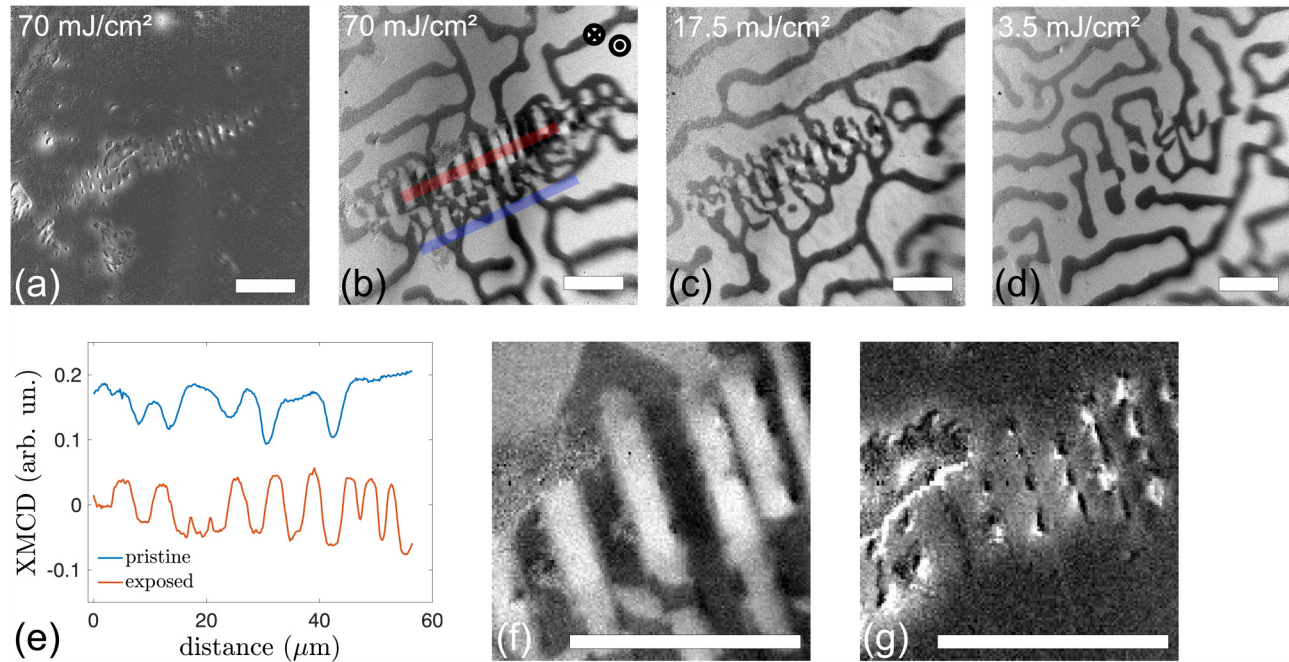 70 mJ/cm²
(a)
70 mJ/cm²
(b)
17.5 mJ/cm²
(c)
3.5 mJ/cm²
(d)
XMCD (arb. un.)
0.2
0.1
0
-0.1
pristine
exposed
0 20 40 60
distance (μm)
(e)
(f)
(g)